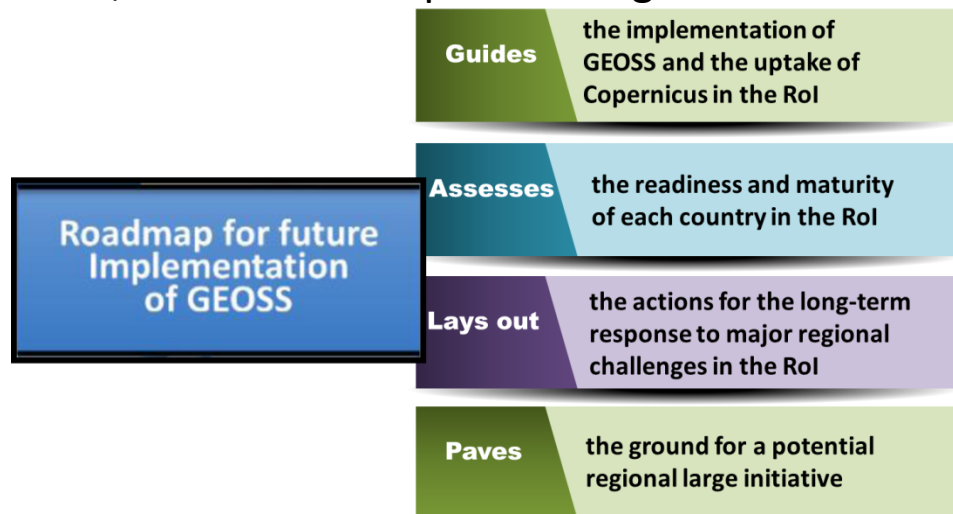 Guides
the implementation of
GEOSS and the uptake of
Copernicus in the RoI
Assesses
the readiness and maturity
of each country in the RoI
Roadmap for future
Implementation
of GEOSS
Lays out
the actions for the long-term
response to major regional
challenges in the RoI
Paves
the ground for a potential
regional large initiative